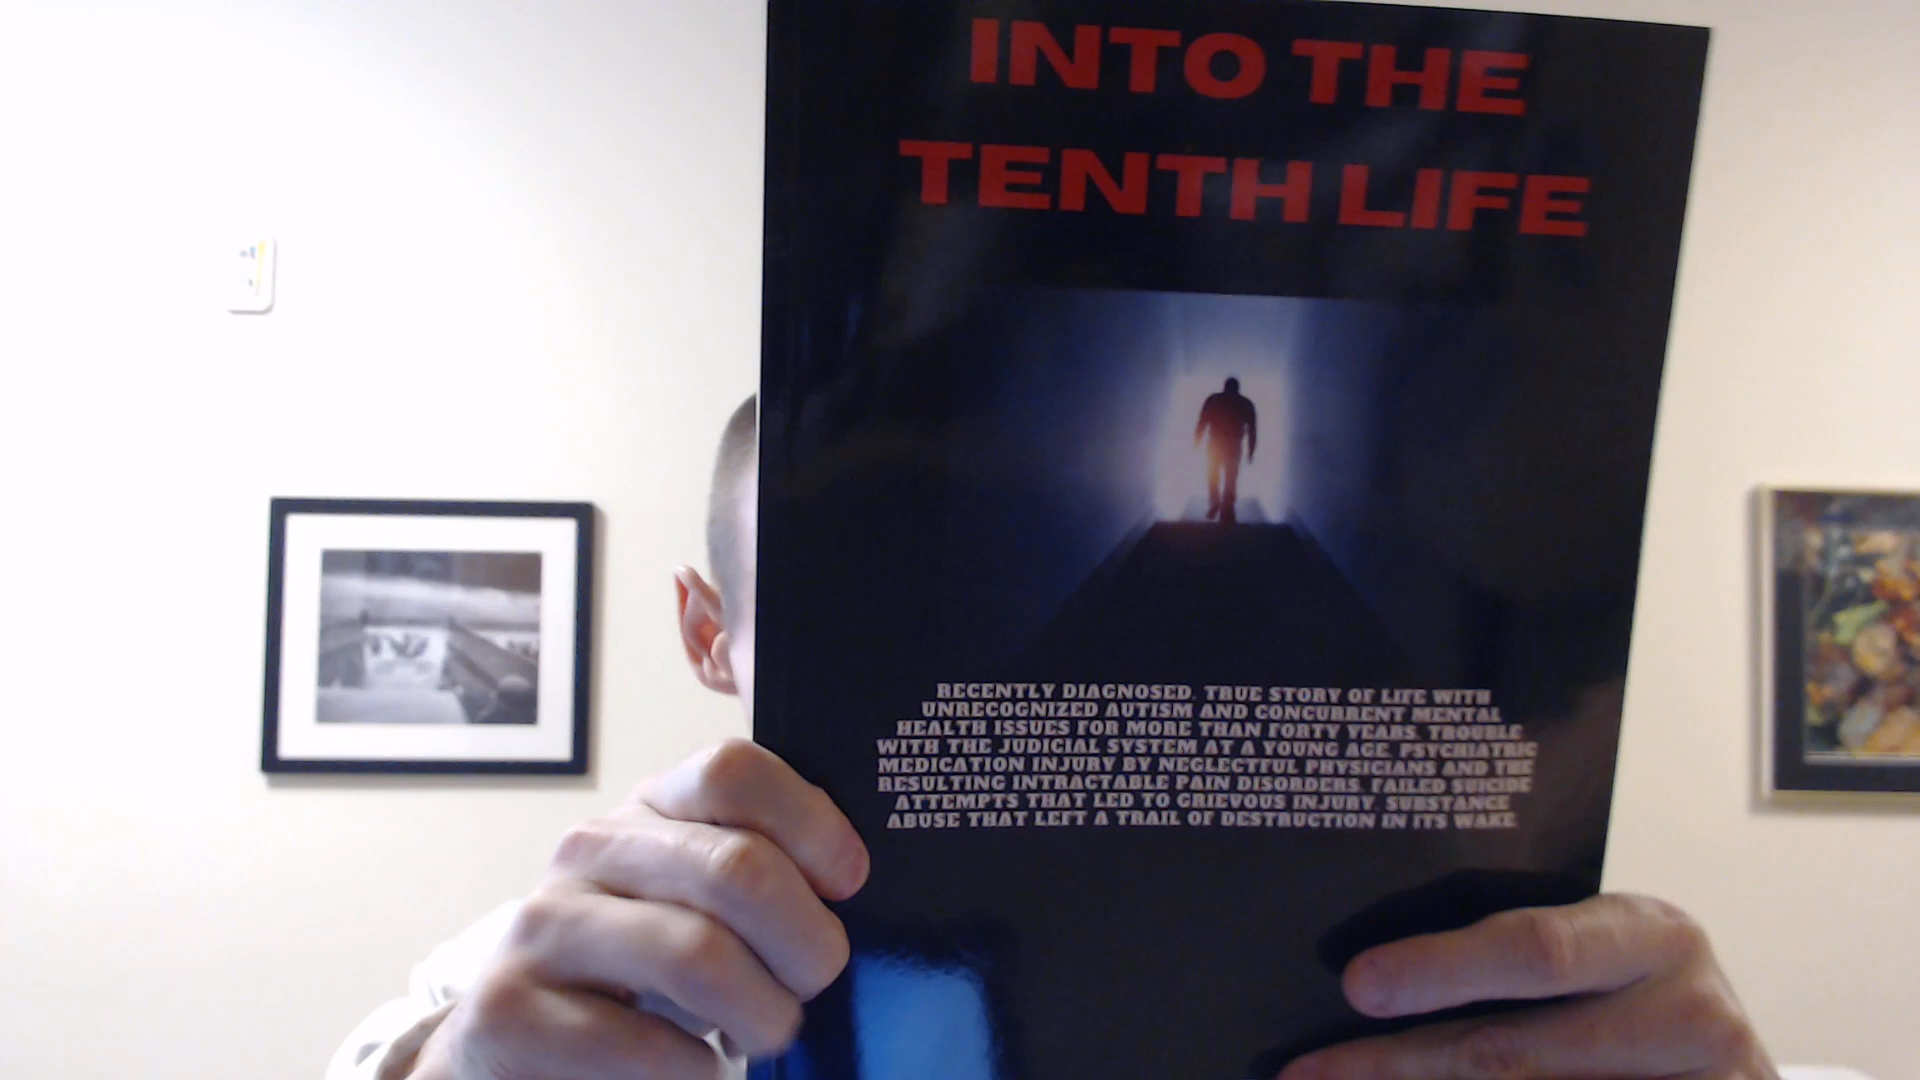 INTO THE
TENTH LIFE
RECENTLY DIAGNOSED. TRUE STORY OF LIFE WITH
UNRECOGNIZED AUTISM AND CONCURRENT MENTAL
HEALTH ISSUES FOR MORE THAN FORTY YEARS. TROUBLE
WITH THE JUDICIAL SYSTEM AT A YOUNG AGE. PSYCHIATRIC
MEDICATION INJURY BY NEGLECTFUL PHYSICIANS AND THE
RESULTING INTRACTABLE PAIN DISORDERS. FAILED SUICIDE
ATTEMPTS THAT LED TO GRIEVOUS INJURY. SUBSTANCE
ABUSE THAT LEFT A TRAIL OF DESTRUCTION IN ITS WAKE.